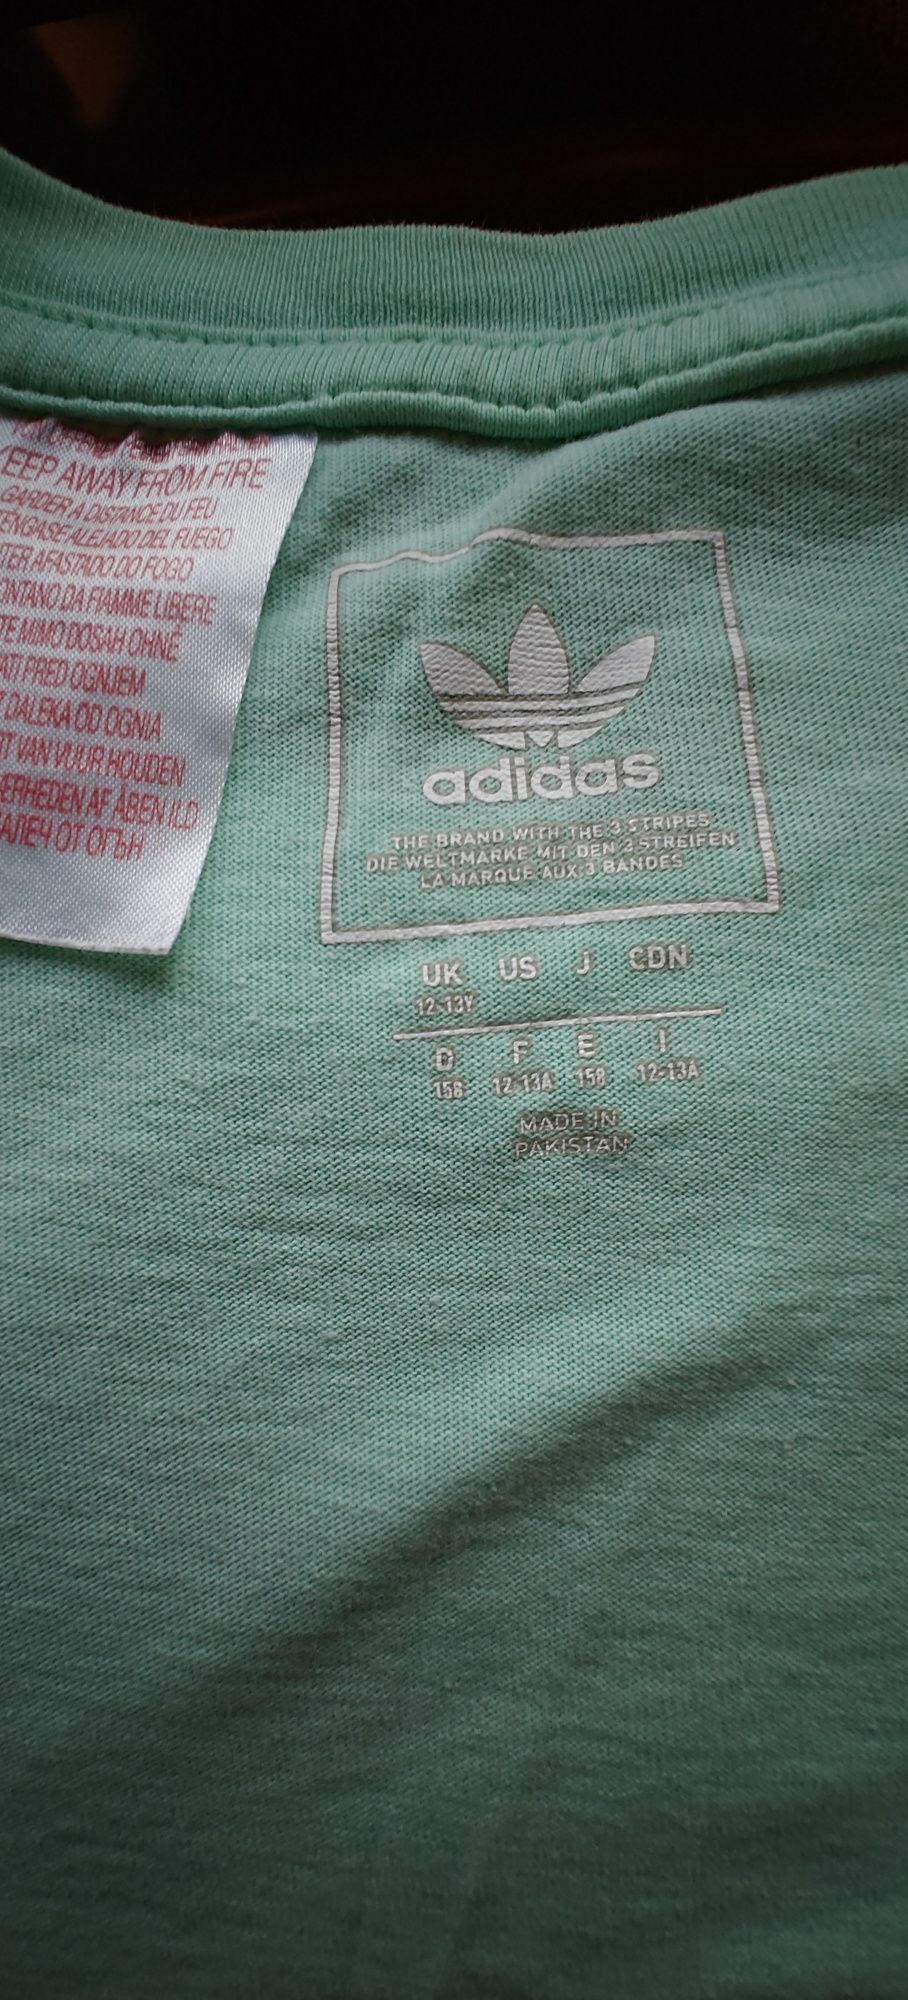 EEP AWAY FROM FIRE
GARDER A DISTANCE DU FEU
ENGASE ALEJADO DEL FUEGO
TER AFASTADO DO FOGO
ONTANO DA FIAMME LIBERE
TE MIMO DOSAH OHNĚ
ATI PRED OGNJEM
DALEKA OD OGNIA
T VAN VUUR HOUDEN
ERHEDEN AF ÅBEN ILD
АЛЕЧ ОТ ОГЪН
adidas
THE BRAND WITH THE 3 STRIPES
DIE WELTMARKE MIT DEN 3 STREIFEN
LA MARQUE AUX 3 BANDES
UK US J CDN
12-13Y
D F E I
158 12-13A 158 12-13A
MADE IN
PAKISTAN